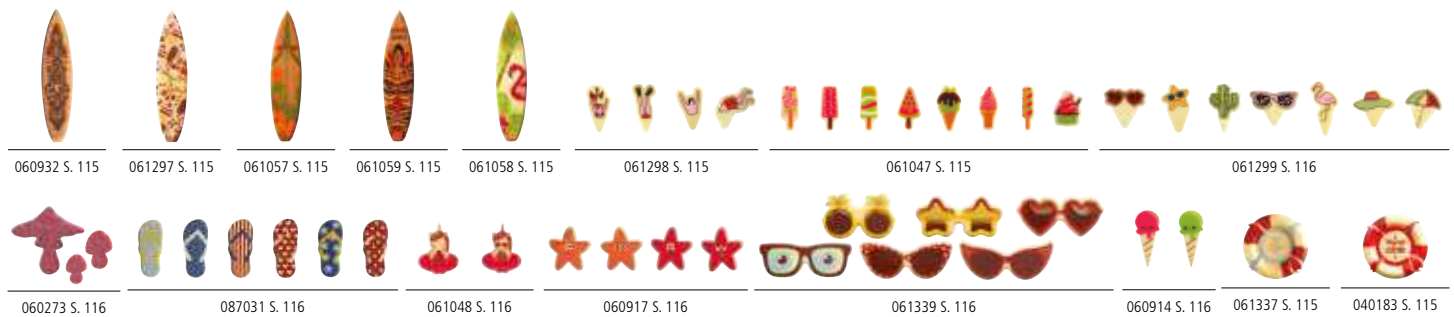 060932 S. 115
061297 S. 115
061057 S. 115
061059 S. 115
061058 S. 115
061298 S. 115
061047 S. 115
061299 S. 116
060273 S. 116
087031 S. 116
061048 S. 116
060917 S. 116
061339 S. 116
060914 S. 116
061337 S. 115
040183 S. 115